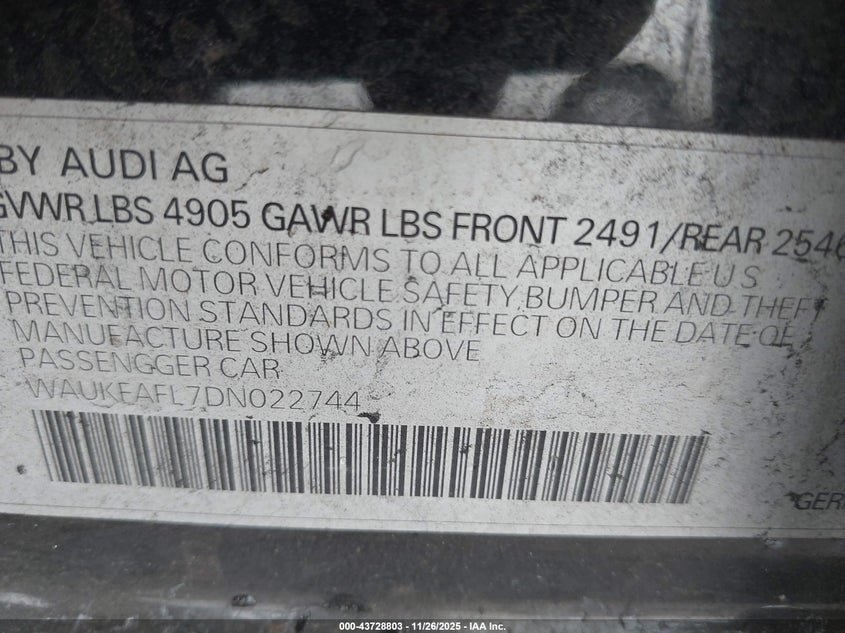 BY AUDI AG
GVWR LBS 4905 GAWR LBS FRONT 2491/REAR 2546
THIS VEHICLE CONFORMS TO ALL APPLICABLE U S
FEDERAL MOTOR VEHICLE SAFETY, BUMPER AND THEFT
PREVENTION STANDARDS IN EFFECT ON THE DATE OF
MANUFACTURE SHOWN ABOVE
PASSENGGER CAR
WAUKEAFL7DN022744
GER
000-43728803 | 11/26/2025 - IAA Inc.